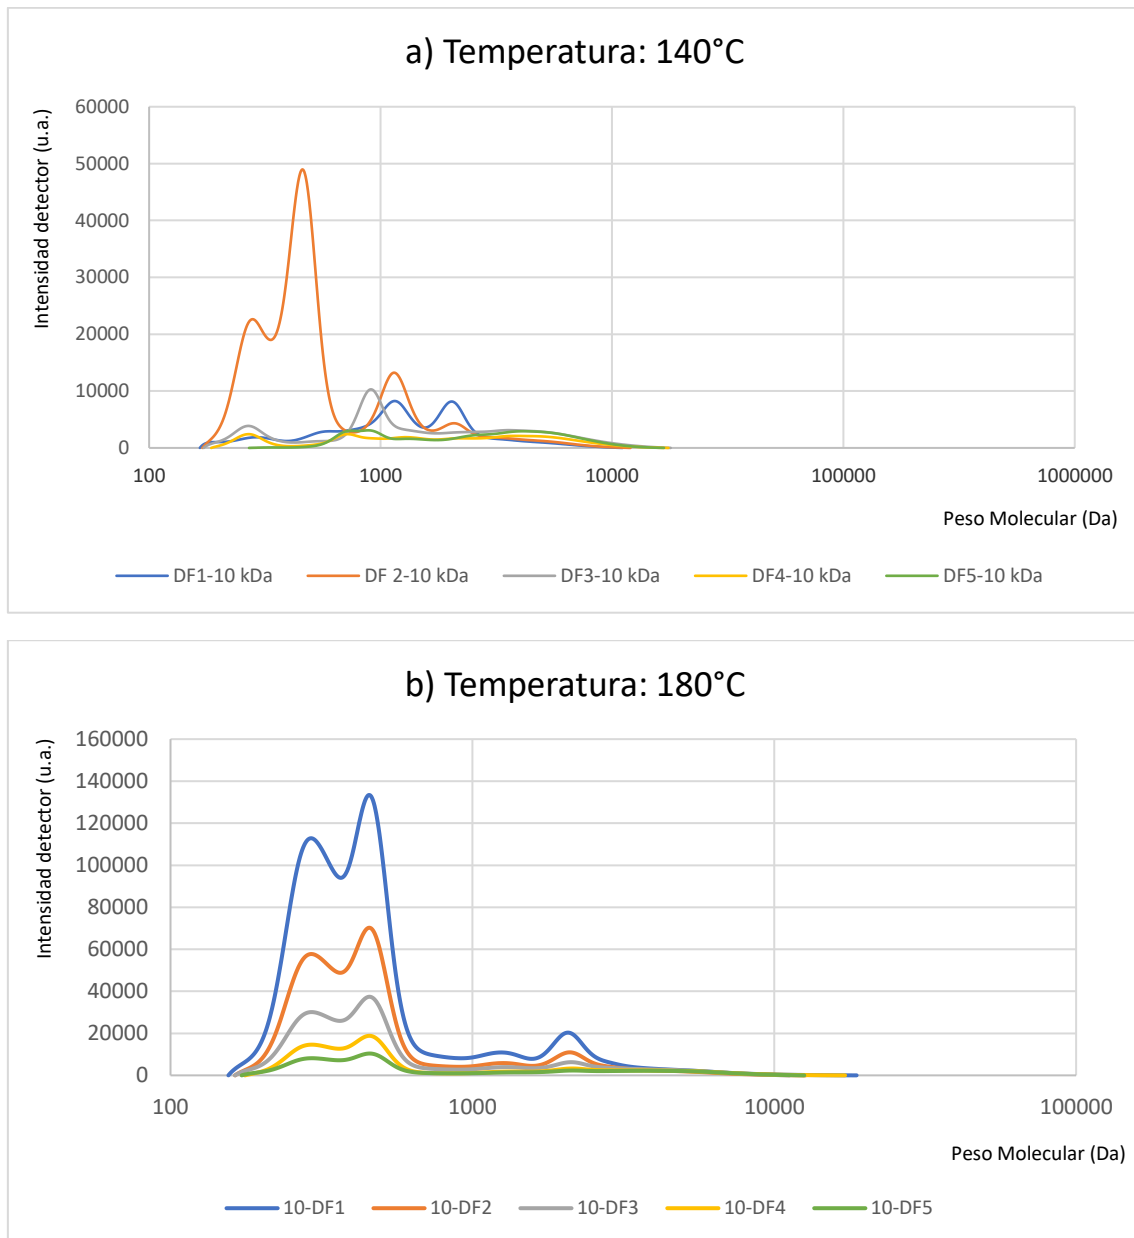 a) Temperatura: 140°C
Intensidad detector (u.a.)
60000
50000
40000
30000
20000
10000
0
100 1000 10000 100000 1000000
Peso Molecular (Da)
DF1-10 kDa DF 2-10 kDa DF3-10 kDa DF4-10 kDa DF5-10 kDa
b) Temperatura: 180°C
Intensidad detector (u.a.)
160000
140000
120000
100000
80000
60000
40000
20000
0
100 1000 10000 100000
Peso Molecular (Da)
10-DF1 10-DF2 10-DF3 10-DF4 10-DF5